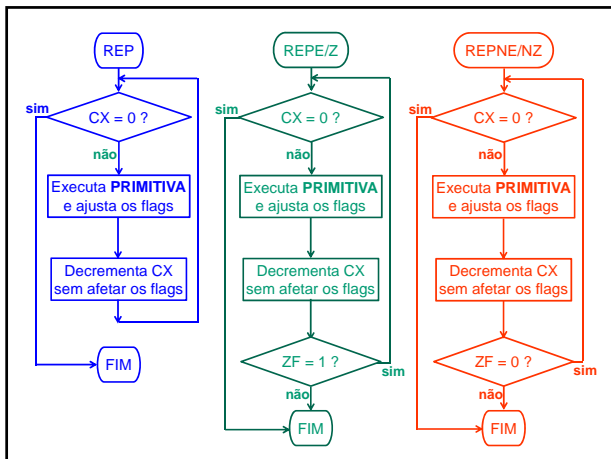 REP
sim
CX = 0 ?
não
Executa PRIMITIVA
e ajusta os flags
Decrementa CX
sem afetar os flags
FIM
REPE/Z
sim
CX = 0 ?
não
Executa PRIMITIVA
e ajusta os flags
Decrementa CX
sem afetar os flags
ZF = 1 ?
sim
não
FIM
REPNE/NZ
sim
CX = 0 ?
não
Executa PRIMITIVA
e ajusta os flags
Decrementa CX
sem afetar os flags
ZF = 0 ?
sim
não
FIM